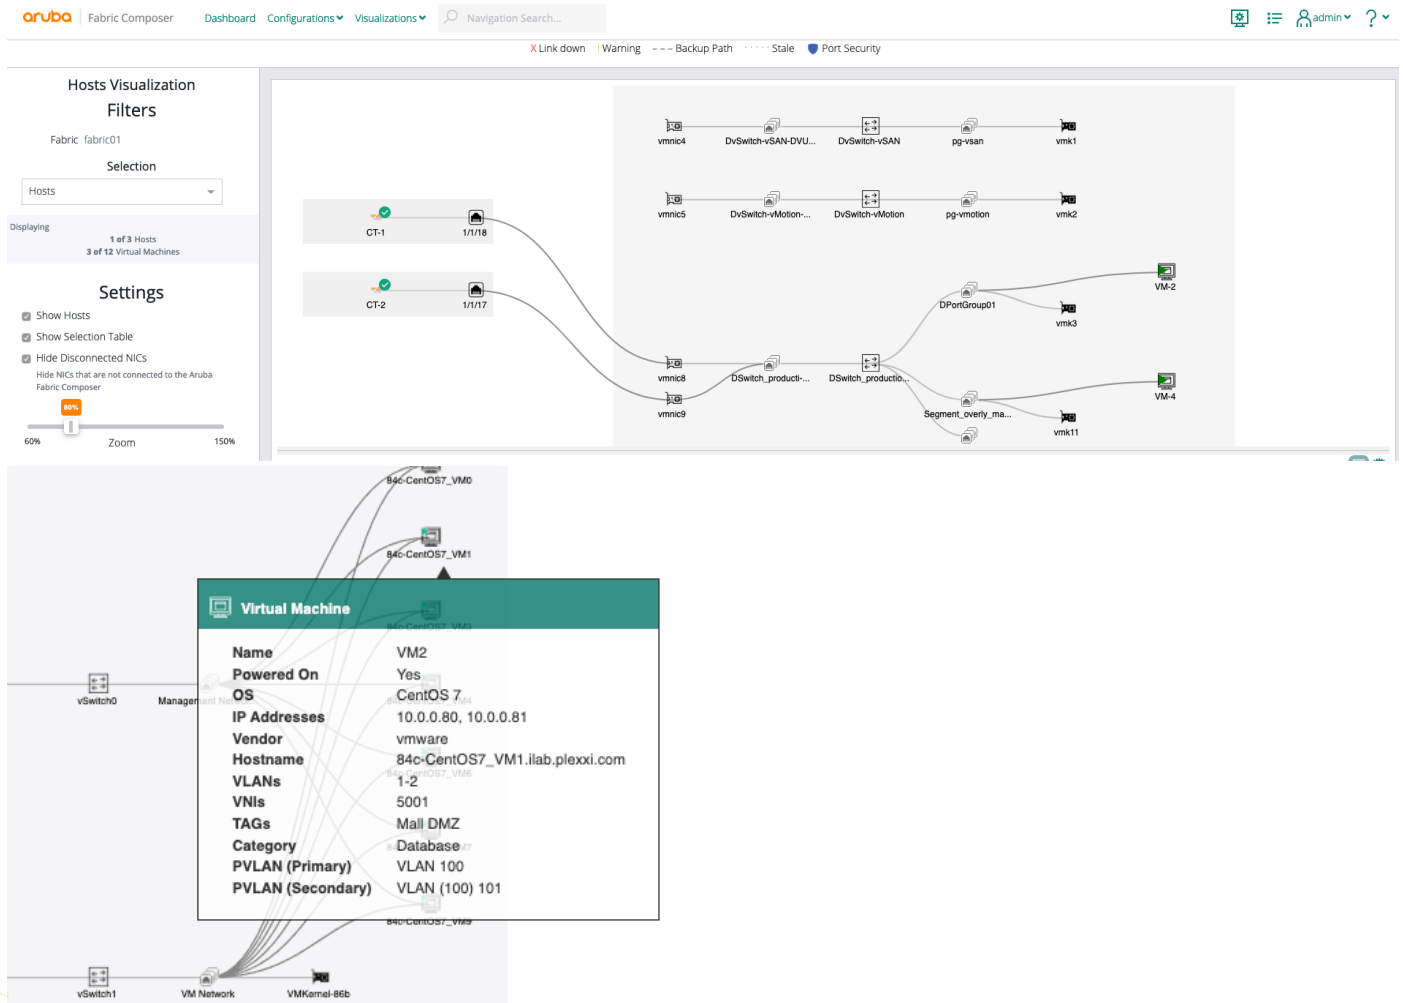 aruba Fabric Composer Dashboard Configurations Visualizations Navigation Search... admin ?
X Link down ! Warning --- Backup Path ····· Stale Port Security
Hosts Visualization
Filters
Fabric fabric01
Selection
Hosts
Displaying
1 of 3 Hosts
3 of 12 Virtual Machines
Settings
Show Hosts
Show Selection Table
Hide Disconnected NICs
Hide NICs that are not connected to the Aruba
Fabric Composer
80%
60% Zoom 150%
vmnic4 DvSwitch-vSAN-DVU... DvSwitch-vSAN pg-vsan vmk1
vmnic5 DvSwitch-vMotion-... DvSwitch-vMotion pg-vmotion vmk2
CT-1 1/1/18
CT-2 1/1/17
VM-2
DPortGroup01
vmk3
vmnic8 DSwitch_producti-... DSwitch_productio...
VM-4
vmnic9 Segment_overly_ma...
vmk11
84c-CentOS7_VM0
84c-CentOS7_VM1
Virtual Machine
84c-CentOS7_VM3
Name VM2
Powered On Yes
OS CentOS 7
IP Addresses 10.0.0.80, 10.0.0.81
Vendor vmware
Hostname 84c-CentOS7_VM1.ilab.plexxi.com
VLANs 1-2
VNIs 5001
TAGs Mall DMZ
Category Database
PVLAN (Primary) VLAN 100
PVLAN (Secondary) VLAN (100) 101
vSwitch0 Management Netwo...
84c-CentOS7_VM9
vSwitch1 VM Network VMKernel-86b